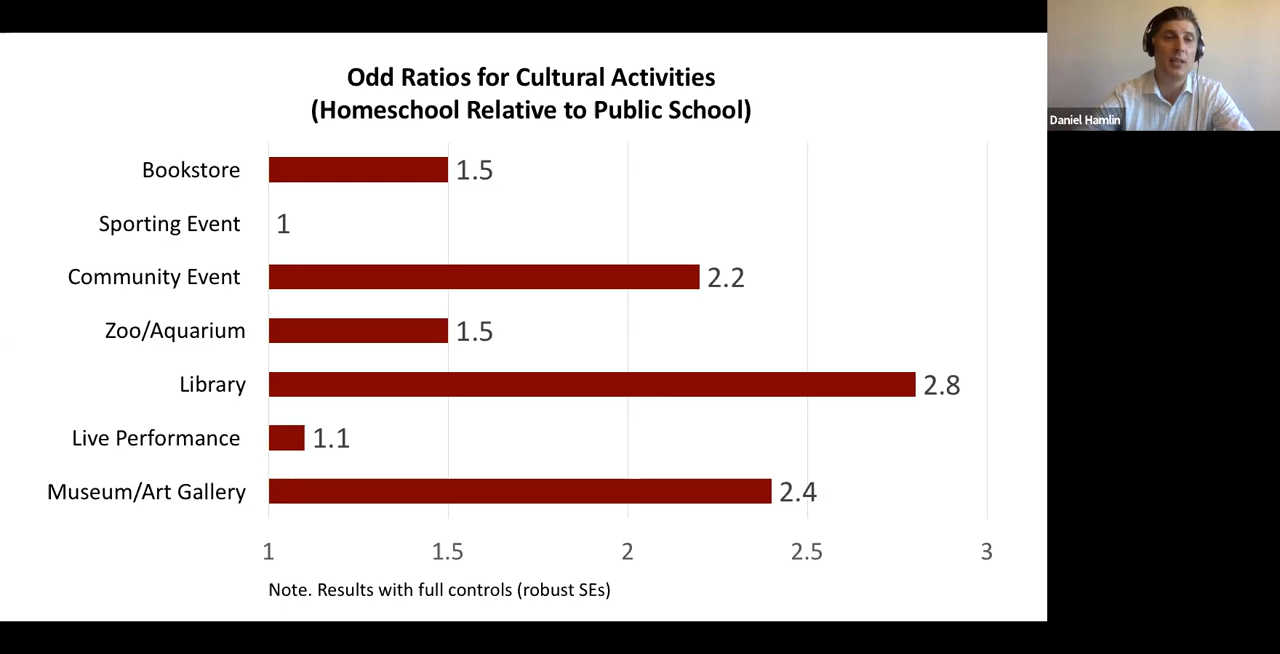 Odd Ratios for Cultural Activities
(Homeschool Relative to Public School)
Bookstore 1.5
Sporting Event 1
Community Event 2.2
Zoo/Aquarium 1.5
Library 2.8
Live Performance 1.1
Museum/Art Gallery 2.4
1 1.5 2 2.5 3
Note. Results with full controls (robust SEs)
Daniel Hamlin